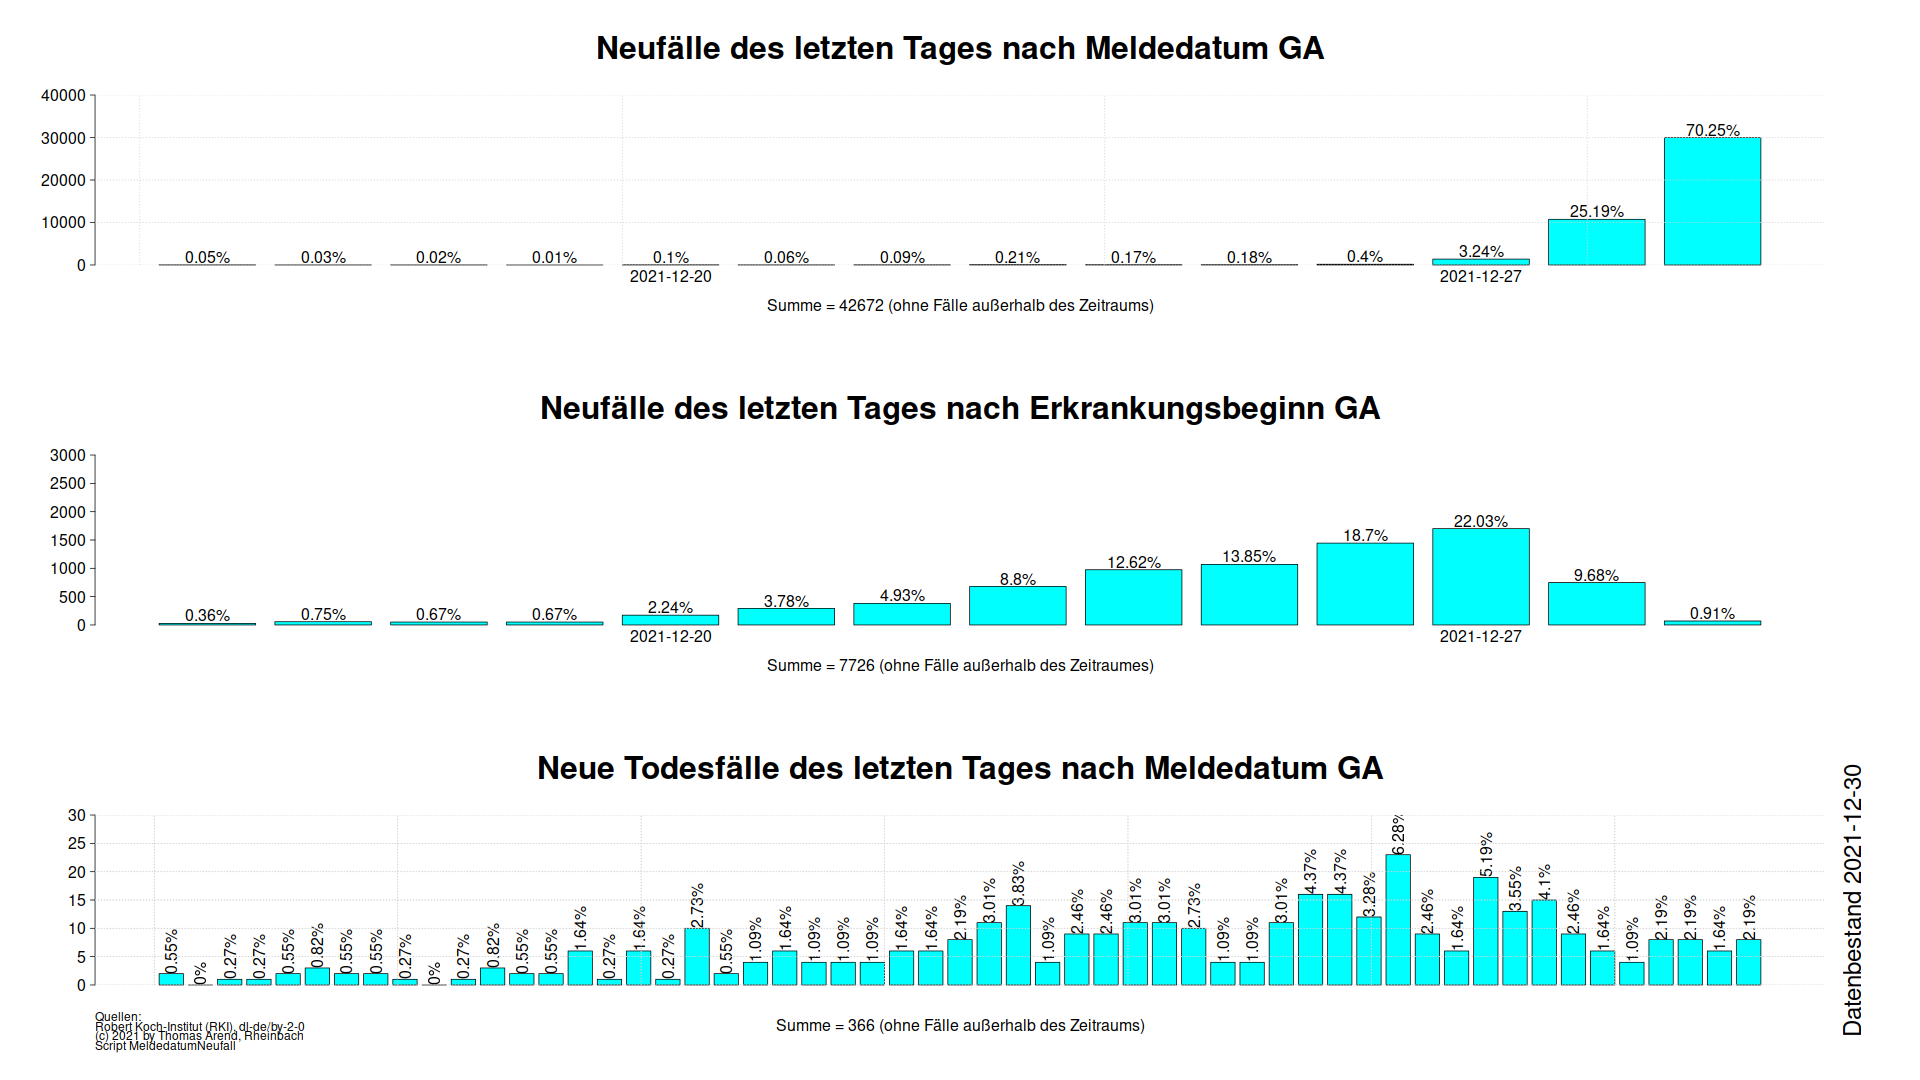 Neufälle des letzten Tages nach Meldedatum GA
40000
30000
20000
10000
0
0.05% 0.03% 0.02% 0.01% 0.1% 0.06% 0.09% 0.21% 0.17% 0.18% 0.4% 3.24% 25.19% 70.25%
2021-12-20 2021-12-27
Summe = 42672 (ohne Fälle außerhalb des Zeitraums)
Neufälle des letzten Tages nach Erkrankungsbeginn GA
3000
2500
2000
1500
1000
500
0
0.36% 0.75% 0.67% 0.67% 2.24% 3.78% 4.93% 8.8% 12.62% 13.85% 18.7% 22.03% 9.68% 0.91%
2021-12-20 2021-12-27
Summe = 7726 (ohne Fälle außerhalb des Zeitraumes)
Neue Todesfälle des letzten Tages nach Meldedatum GA
30
25
20
15
10
5
0
0.55% 0% 0.27% 0.27% 0.55% 0.82% 0.55% 0.55% 0.27% 0% 0.27% 0.82% 0.55% 0.55% 1.64% 0.27% 1.64% 0.27% 2.73% 0.55% 1.09% 1.64% 1.09% 1.09% 1.09% 1.64% 1.64% 2.19% 3.01% 3.83% 1.09% 2.46% 2.46% 3.01% 3.01% 2.73% 1.09% 1.09% 3.01% 4.37% 4.37% 3.28% 6.28% 2.46% 1.64% 5.19% 3.55% 4.1% 2.46% 1.64% 1.09% 2.19% 2.19% 1.64% 2.19%
Summe = 366 (ohne Fälle außerhalb des Zeitraums)
Quellen:
Robert Koch-Institut (RKI), dl-de/by-2-0
(c) 2021 by Thomas Arend, Rheinbach
Script MeldedatumNeufall
Datenbestand 2021-12-30